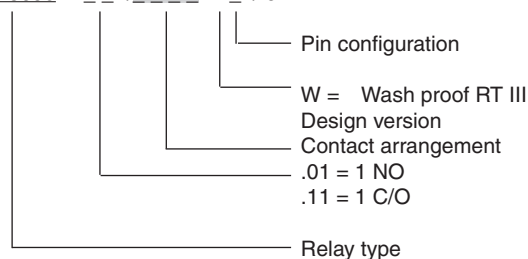 Pin configuration
W = Wash proof RT III
Design version
Contact arrangement
.01 = 1 NO
.11 = 1 C/O
Relay type